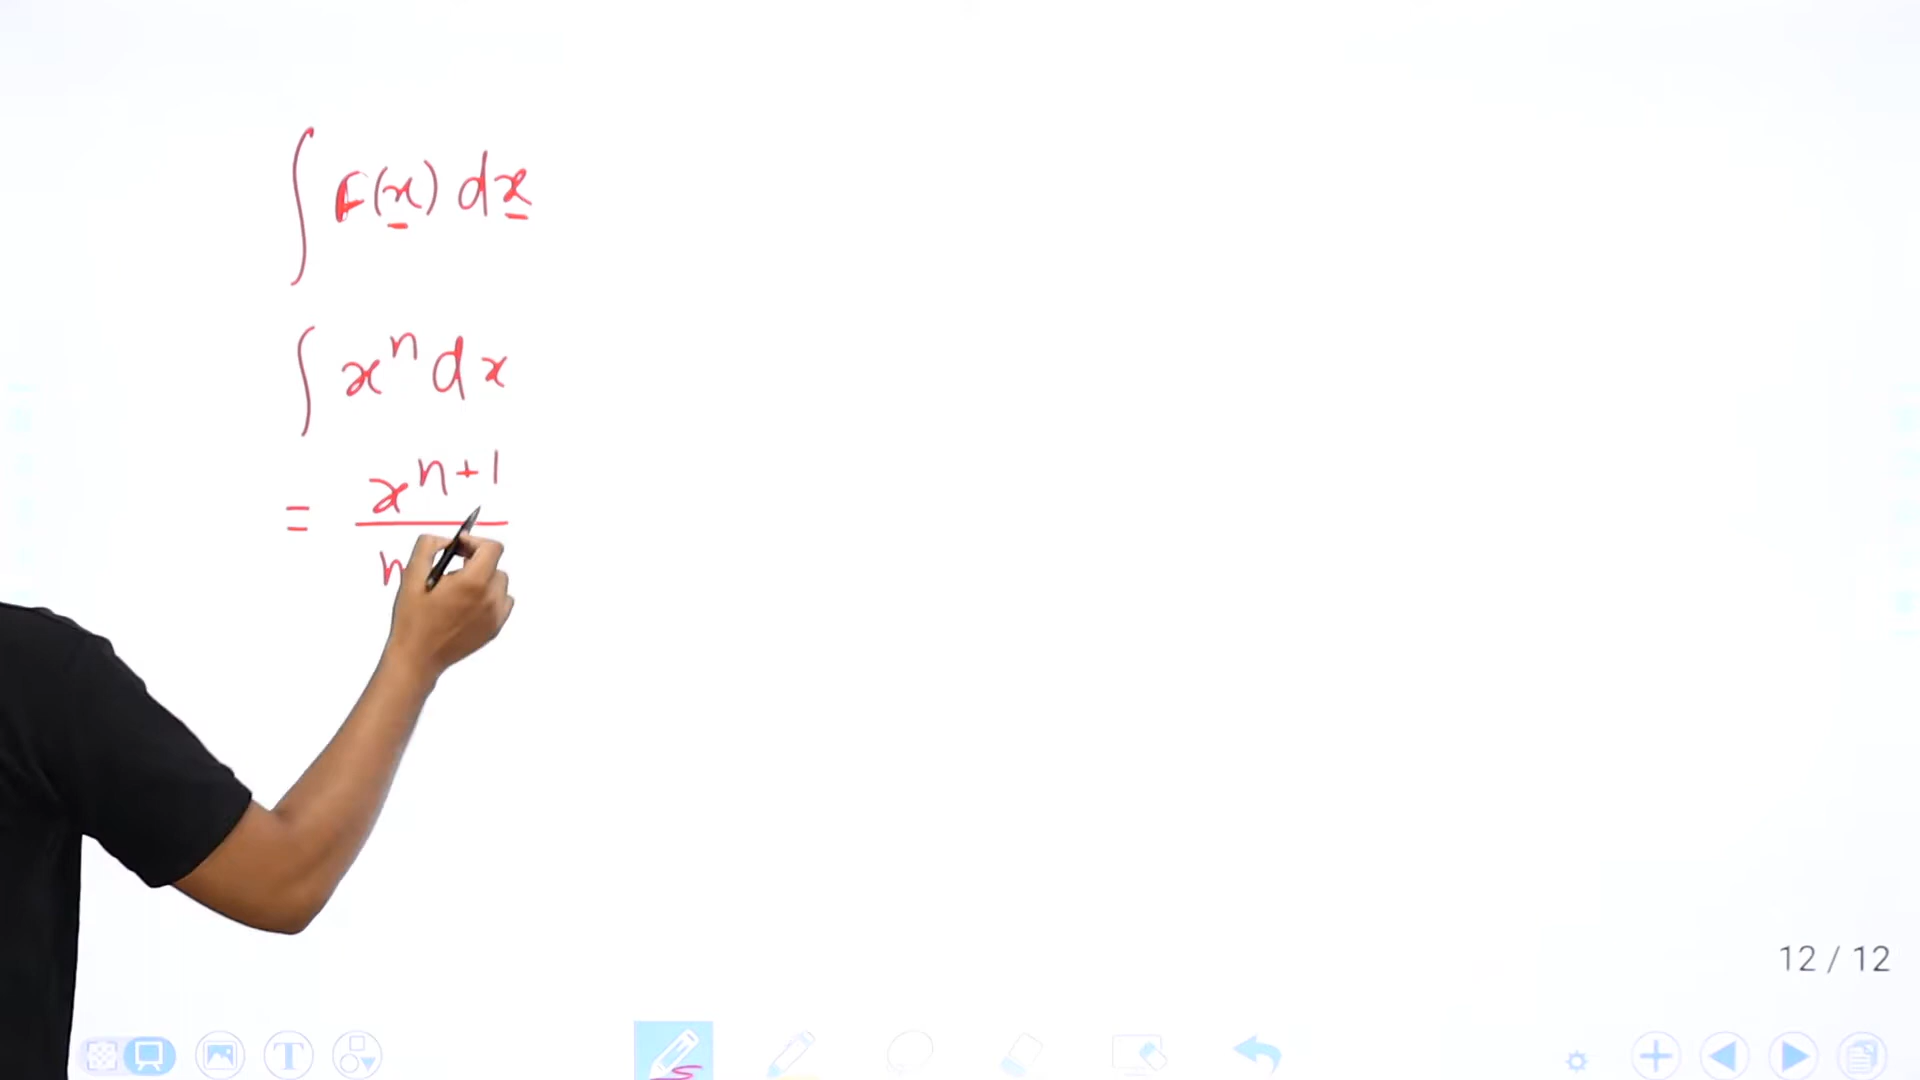 ∫ F(x) dx
∫ xⁿ dx
= xⁿ⁺¹
n
12 / 12
T